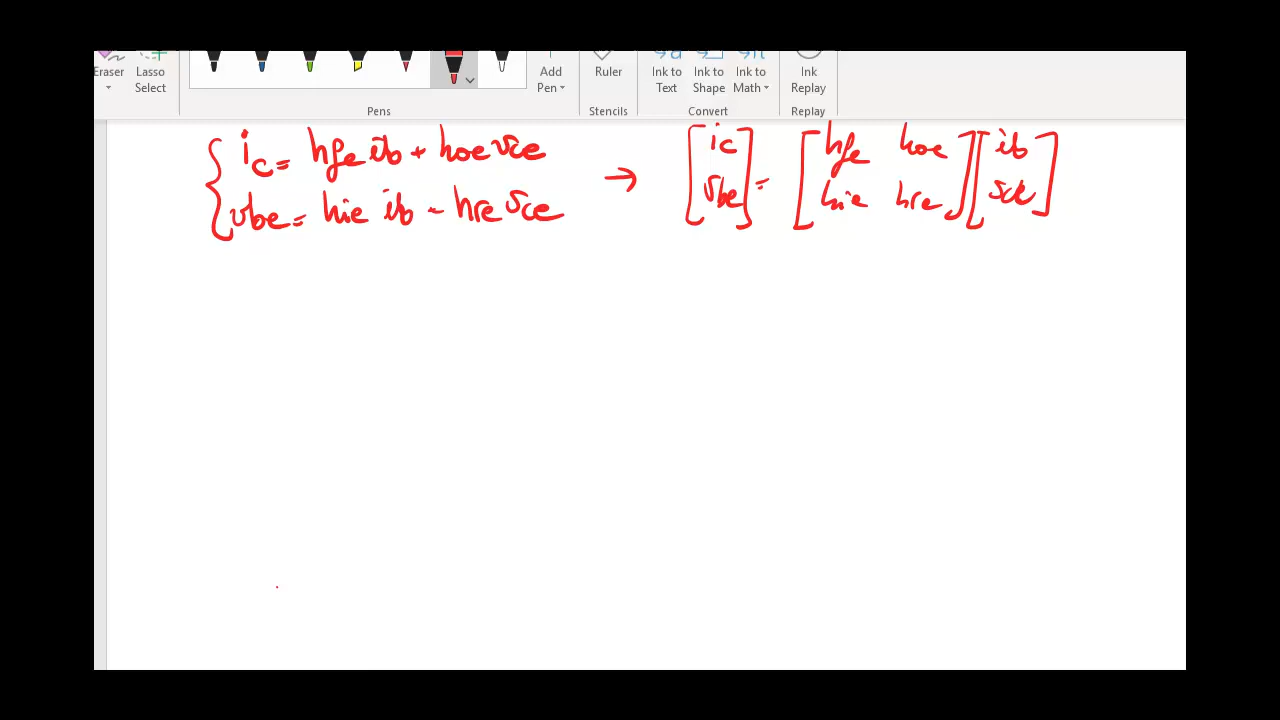 Eraser
Lasso Select
Add Pen
Ruler
Ink to Text
Ink to Shape
Ink to Math
Ink Replay
Pens
Stencils
Convert
Replay
ic = hfe ib + hoe vce
vbe = hie ib - hre vce
→
[ic vbe] = [hfe hoe hie hre] [ib vce]